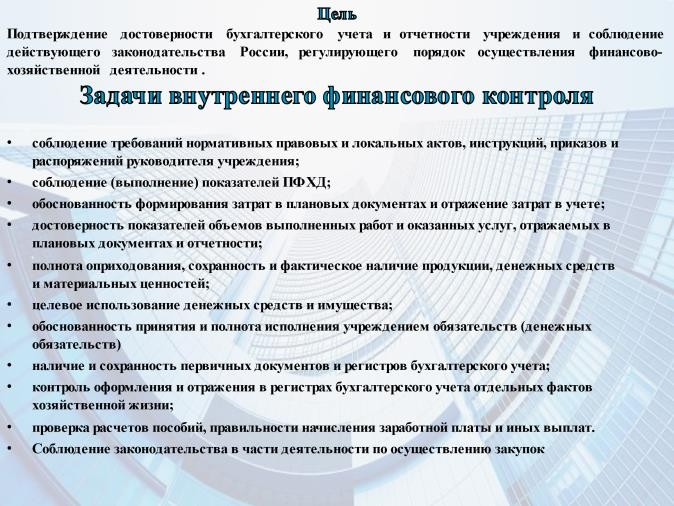 Цель
Подтверждение достоверности бухгалтерского учета и отчетности учреждения и соблюдение
действующего законодательства России, регулирующего порядок осуществления финансово-
хозяйственной деятельности .
Задачи внутреннего финансового контроля
• соблюдение требований нормативных правовых и локальных актов, инструкций, приказов и
распоряжений руководителя учреждения;
• соблюдение (выполнение) показателей ПФХД;
• обоснованность формирования затрат в плановых документах и отражение затрат в учете;
• достоверность показателей объемов выполненных работ и оказанных услуг, отражаемых в
плановых документах и отчетности;
• полнота оприходования, сохранность и фактическое наличие продукции, денежных средств
и материальных ценностей;
• целевое использование денежных средств и имущества;
• обоснованность принятия и полнота исполнения учреждением обязательств (денежных
обязательств)
• наличие и сохранность первичных документов и регистров бухгалтерского учета;
• контроль оформления и отражения в регистрах бухгалтерского учета отдельных фактов
хозяйственной жизни;
• проверка расчетов пособий, правильности начисления заработной платы и иных выплат.
• Соблюдение законодательства в части деятельности по осуществлению закупок